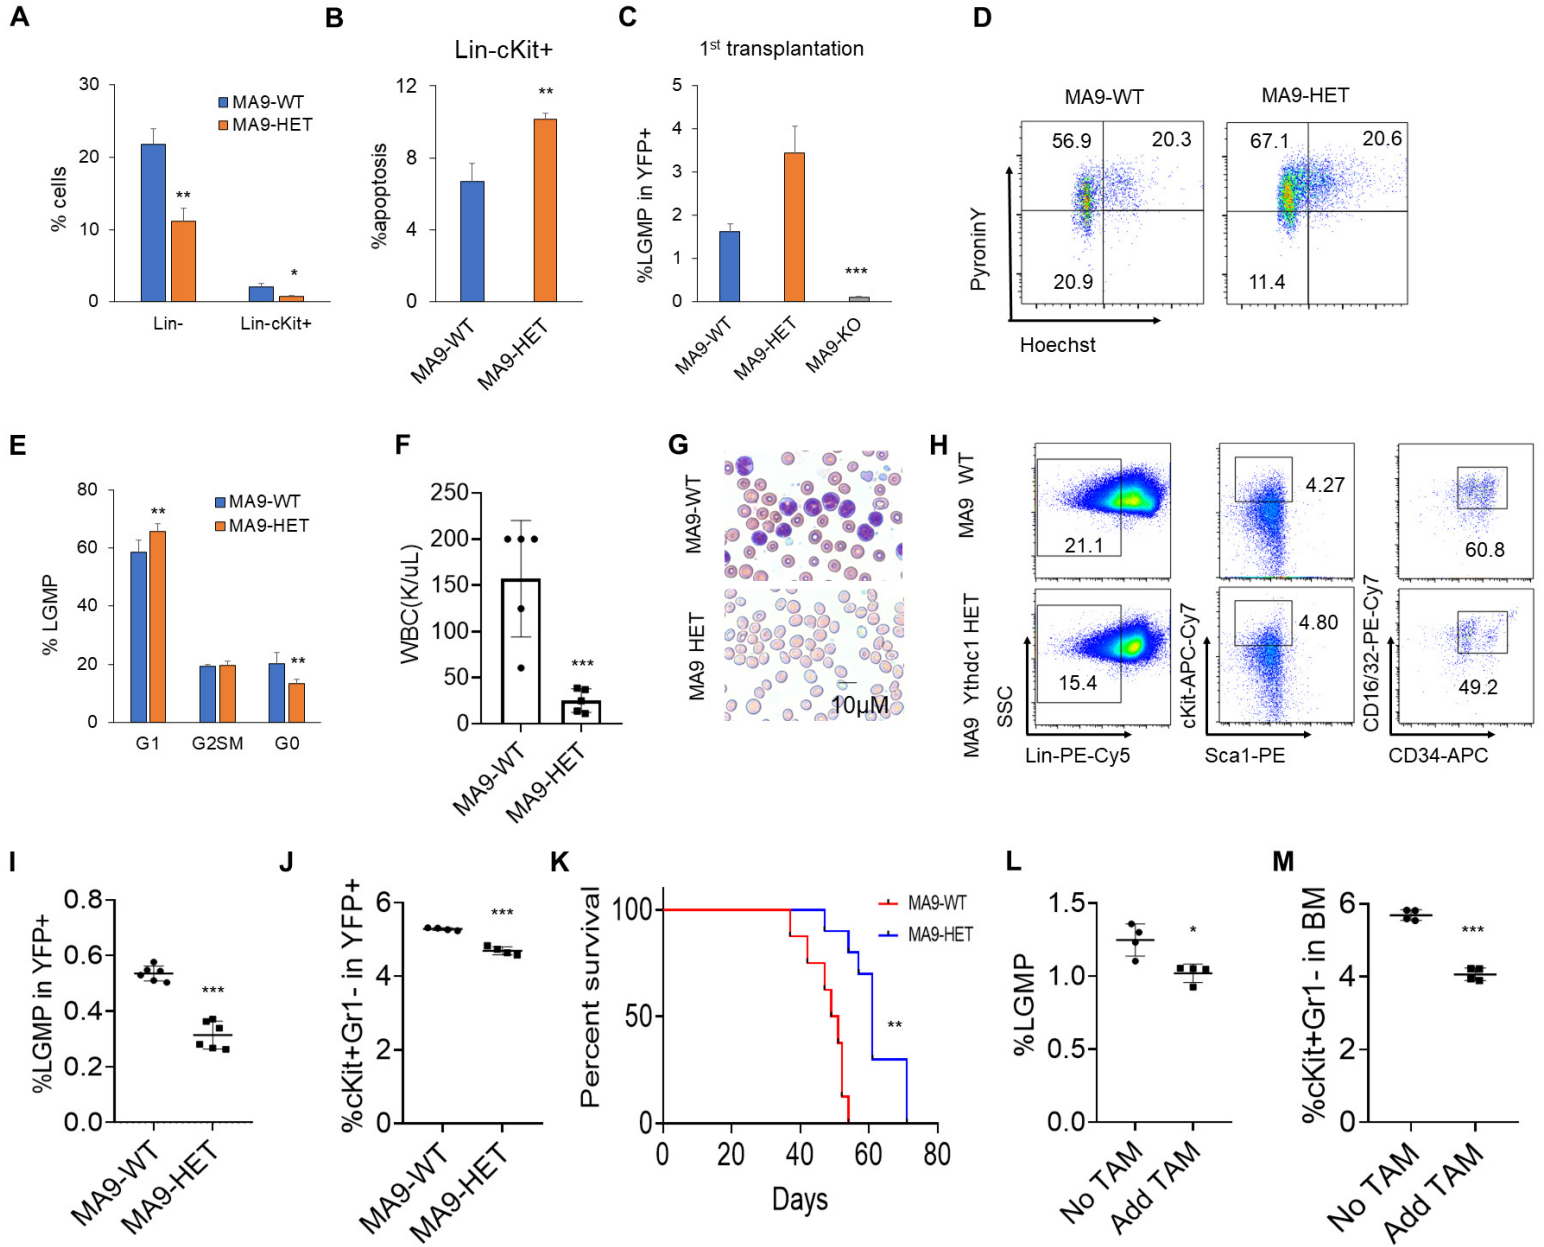 A
B
C
D
Lin-cKit+
1st transplantation
30
20
10
0
% cells
MA9-WT
MA9-HET
**
*
Lin-
Lin-cKit+
12
8
4
0
%apoptosis
**
MA9-WT
MA9-HET
5
4
3
2
1
0
%LGMP in YFP+
***
MA9-WT
MA9-HET
MA9-KO
MA9-WT
MA9-HET
56.9
20.3
67.1
20.6
20.9
11.4
PyroninY
Hoechst
E
F
G
H
80
60
40
20
0
% LGMP
MA9-WT
MA9-HET
**
**
G1
G2SM
G0
250
200
150
100
50
0
WBC(K/uL)
***
MA9-WT
MA9-HET
MA9-WT
MA9 HET
10μM
MA9 WT
MA9 Ythdc1 HET
21.1
4.27
60.8
15.4
4.80
49.2
SSC
cKit-APC-Cy7
CD16/32-PE-Cy7
Lin-PE-Cy5
Sca1-PE
CD34-APC
I
J
K
L
M
0.8
0.6
0.4
0.2
0.0
%LGMP in YFP+
***
MA9-WT
MA9-HET
6
4
2
0
%cKit+Gr1- in YFP+
***
MA9-WT
MA9-HET
100
50
0
Percent survival
MA9-WT
MA9-HET
**
0
20
40
60
80
Days
1.5
1.0
0.5
0.0
%LGMP
*
No TAM
Add TAM
6
4
2
0
%cKit+Gr1- in BM
***
No TAM
Add TAM